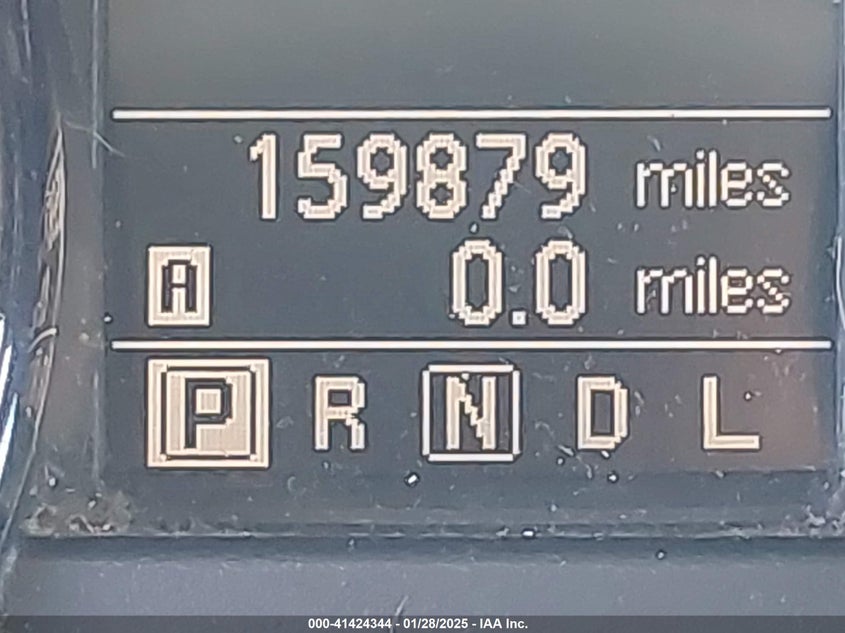 159879 miles
A 0.0 miles
P R N D L
000-41424344 - 01/28/2025 - IAA Inc.